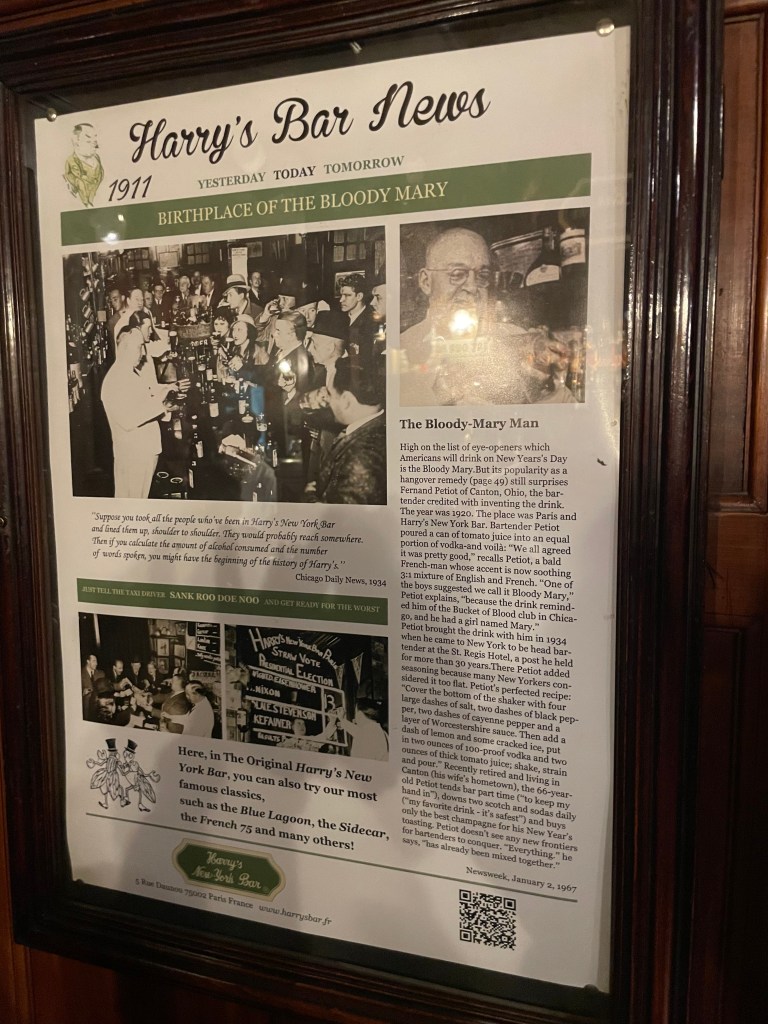 Harry's Bar News
1911
YESTERDAY TODAY TOMORROW
BIRTHPLACE OF THE BLOODY MARY
"Suppose you took all the people who've been in Harry's New York Bar
and lined them up, shoulder to shoulder. They would probably reach somewhere.
Then if you calculate the amount of alcohol consumed and the number
of words spoken, you might have the beginning of the history of Harry's."
Chicago Daily News, 1934
JUST TELL THE TAXI DRIVER SANK ROO DOE NOO AND GET READY FOR THE WORST
HARRY'S NEW YORK BAR
STRAW VOTE
PRESIDENTIAL ELECTION
NIXON
STEVENSON
KEFAUVER
RESULTS
Here, in The Original Harry's New
York Bar, you can also try our most
famous classics,
such as the Blue Lagoon, the Sidecar,
the French 75 and many others!
The Bloody-Mary Man
High on the list of eye-openers which
Americans will drink on New Years's Day
is the Bloody Mary.But its popularity as a
hangover remedy (page 49) still surprises
Fernand Petiot of Canton, Ohio, the bar-
tender credited with inventing the drink.
The year was 1920. The place was Paris and
Harry's New York Bar. Bartender Petiot
poured a can of tomato juice into an equal
portion of vodka-and voilà: "We all agreed
it was pretty good," recalls Petiot, a bald
French-man whose accent is now soothing
3:1 mixture of English and French. "One of
the boys suggested we call it Bloody Mary,"
Petiot explains, "because the drink remind-
ed him of the Bucket of Blood club in Chica-
go, and he had a girl named Mary."
Petiot brought the drink with him in 1934
when he came to New York to be head bar-
tender at the St. Regis Hotel, a post he held
for more than 30 years.There Petiot added
seasoning because many New Yorkers con-
sidered it too flat. Petiot's perfected recipe:
"Cover the bottom of the shaker with four
large dashes of salt, two dashes of black pep-
per, two dashes of cayenne pepper and a
layer of Worcestershire sauce. Then add a
dash of lemon and some cracked ice, put
in two ounces of 100-proof vodka and two
ounces of thick tomato juice; shake, strain
and pour." Recently retired and living in
Canton (his wife's hometown), the 66-year-
old Petiot tends bar part time ("to keep my
hand in"), downs two scotch and sodas daily
("my favorite drink - it's safest") and buys
only the best champagne for his New Year's
toasting. Petiot doesn't see any new frontiers
for bartenders to conquer. "Everything," he
says, "has already been mixed together."
Newsweek, January 2, 1967
Harry's
New York Bar
5 Rue Daunou 75002 Paris France www.harrysbar.fr